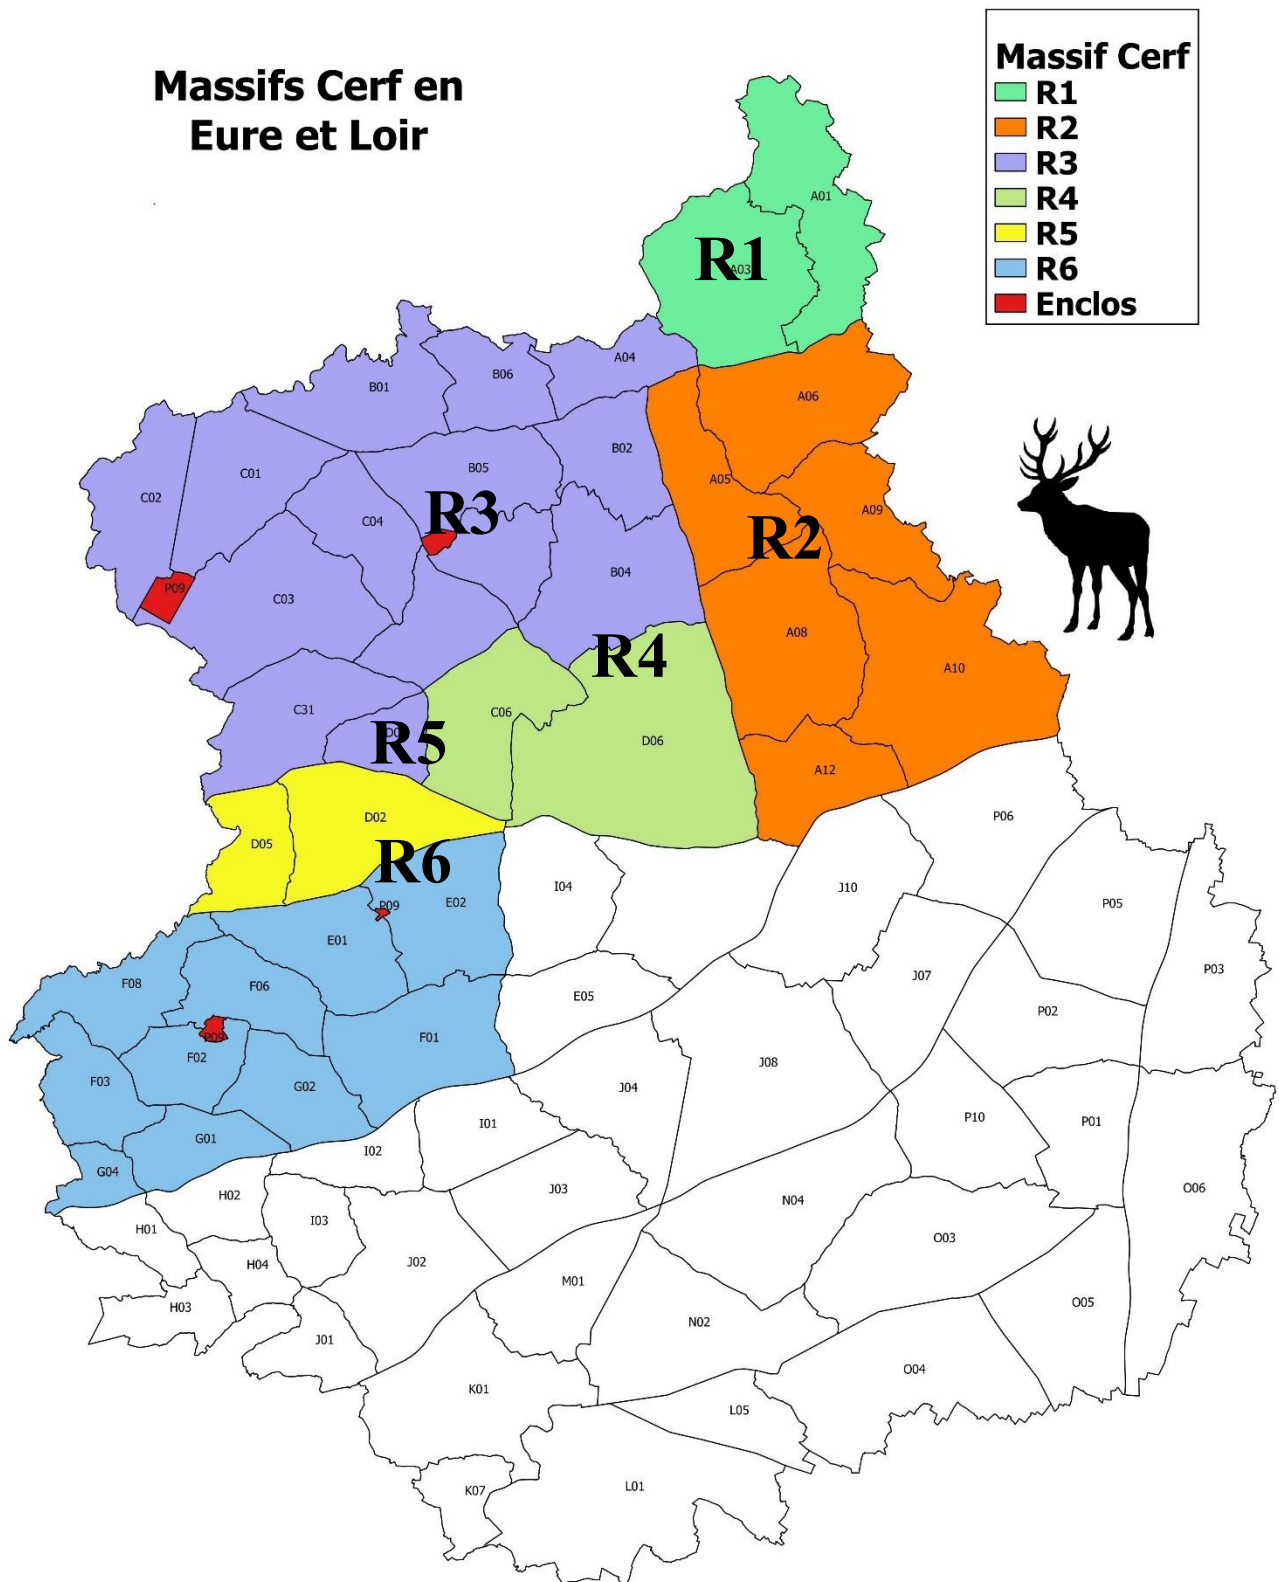 Massifs Cerf en
Eure et Loir
Massif Cerf
R1
R2
R3
R4
R5
R6
Enclos
A01
R1
A03
A04
B06
B01
A06
B02
B05
C01
C02
A05
A09
C04
R3
R2
B04
P09
C03
A08
R4
A10
C31
C06
R5
D06
A12
D02
P06
D05
R6
I04
J10
P09
E02
P05
E01
P03
J07
F08
F06
E05
P02
P09
F01
F02
J08
F03
G02
J04
P10
P01
I01
G01
I02
G04
O06
J03
H02
N04
I03
H01
O03
H04
J02
M01
H03
O05
N02
J01
O04
K01
L05
L01
K07